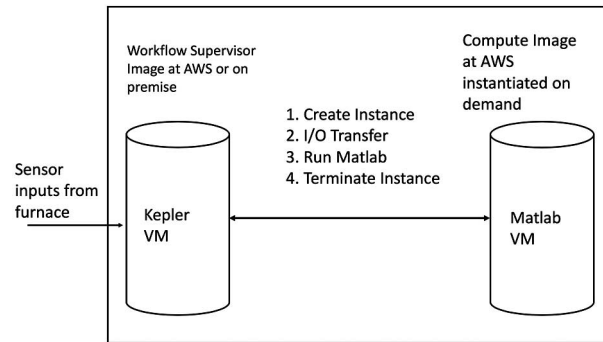 Workflow Supervisor
Image at AWS or on
premise
Compute Image
at AWS
instantiated on
demand
1. Create Instance
2. I/O Transfer
3. Run Matlab
4. Terminate Instance
Sensor
inputs from
furnace
Kepler
VM
Matlab
VM